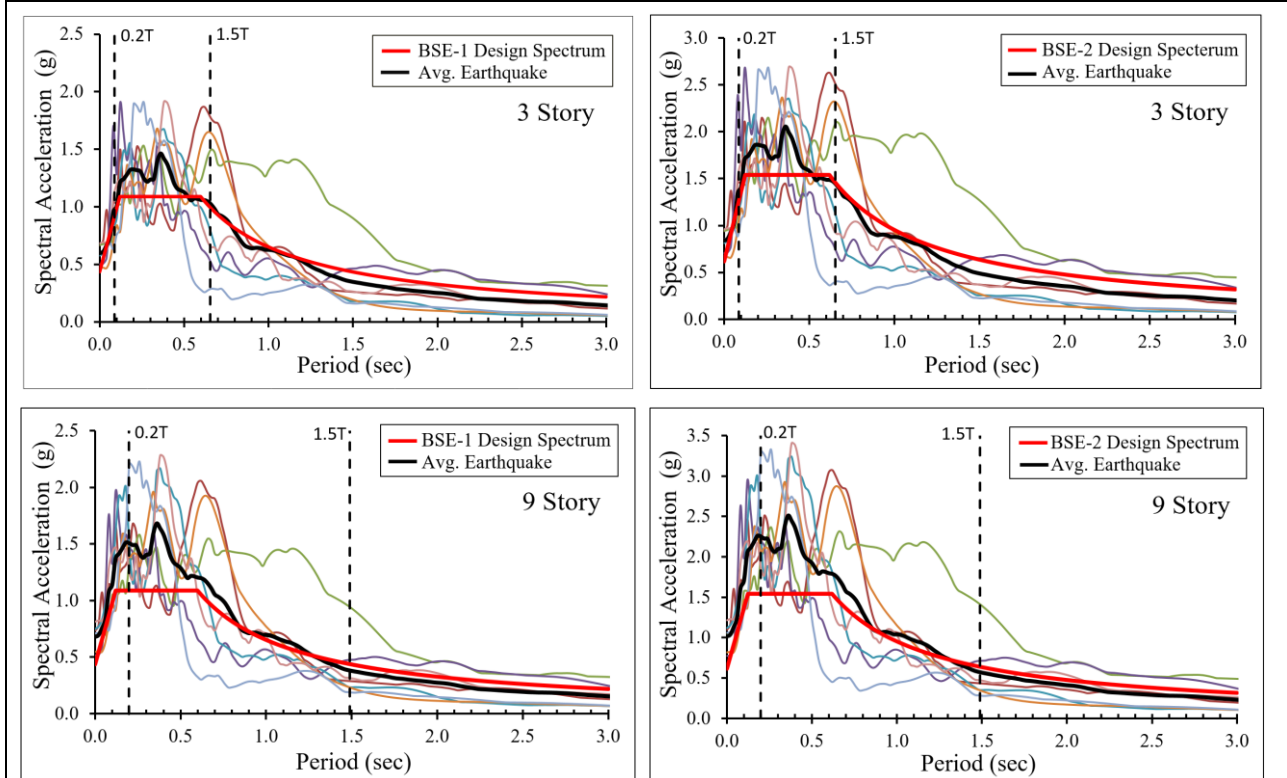 2.5
2.0
1.5
1.0
0.5
0.0
Spectral Acceleration (g)
0.2T
1.5T
BSE-1 Design Spectrum
Avg. Earthquake
3 Story
0.0 0.5 1.0 1.5 2.0 2.5 3.0
Period (sec)
3.0
2.5
2.0
1.5
1.0
0.5
0.0
Spectral Acceleration (g)
0.2T
1.5T
BSE-2 Design Specterum
Avg. Earthquake
3 Story
0.0 0.5 1.0 1.5 2.0 2.5 3.0
Period (sec)
2.5
2.0
1.5
1.0
0.5
0.0
Spectral Acceleration (g)
0.2T
1.5T
BSE-1 Design Spectrum
Avg. Earthquake
9 Story
0.0 0.5 1.0 1.5 2.0 2.5 3.0
Period (sec)
3.5
3.0
2.5
2.0
1.5
1.0
0.5
0.0
Spectral Acceleration (g)
0.2T
1.5T
BSE-2 Design Spectrum
Avg. Earthquake
9 Story
0.0 0.5 1.0 1.5 2.0 2.5 3.0
Period (sec)